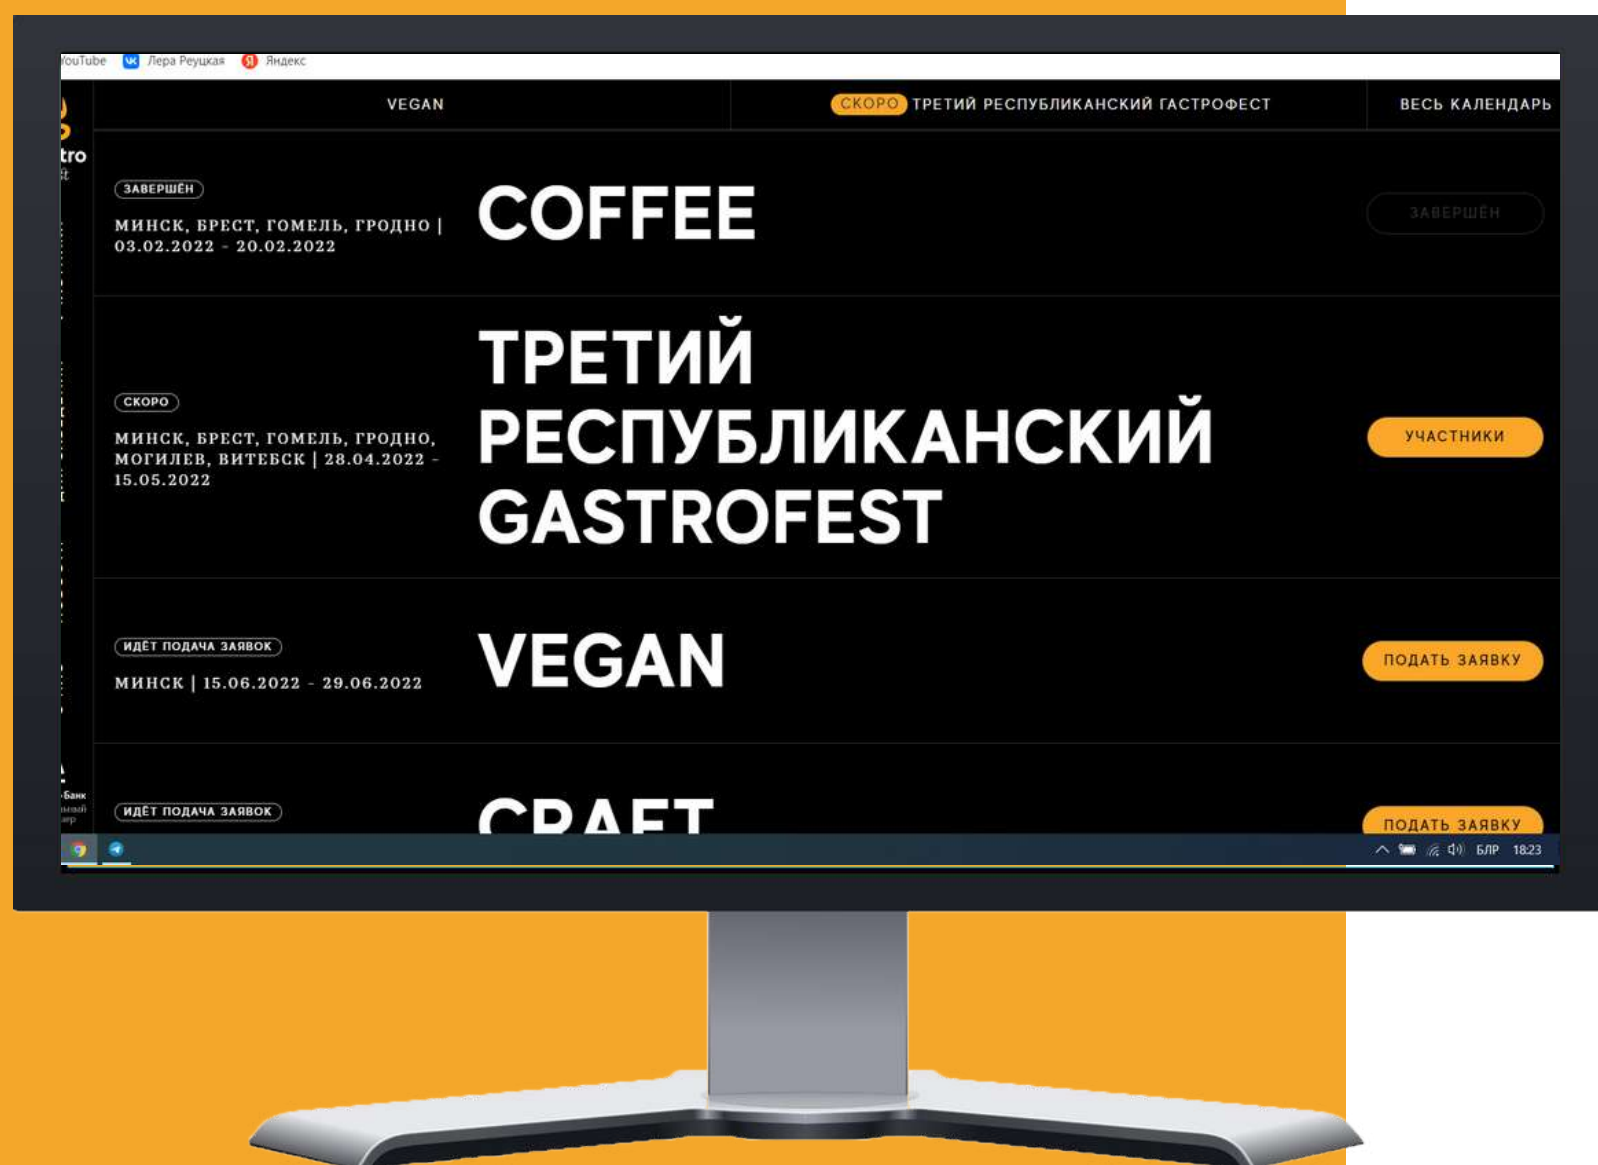 YouTube Лера Реуцкая Яндекс
VEGAN
СКОРО ТРЕТИЙ РЕСПУБЛИКАНСКИЙ ГАСТРОФЕСТ
ВЕСЬ КАЛЕНДАРЬ
tro
st
ЗАВЕРШЁН
МИНСК, БРЕСТ, ГОМЕЛЬ, ГРОДНО |
03.02.2022 - 20.02.2022
COFFEE
ЗАВЕРШЁН
СКОРО
МИНСК, БРЕСТ, ГОМЕЛЬ, ГРОДНО,
МОГИЛЕВ, ВИТЕБСК | 28.04.2022 -
15.05.2022
ТРЕТИЙ
РЕСПУБЛИКАНСКИЙ
GASTROFEST
УЧАСТНИКИ
ИДЁТ ПОДАЧА ЗАЯВОК
МИНСК | 15.06.2022 - 29.06.2022
VEGAN
ПОДАТЬ ЗАЯВКУ
ИДЁТ ПОДАЧА ЗАЯВОК
CRAFT
ПОДАТЬ ЗАЯВКУ
-Банк
БЛР 18:23